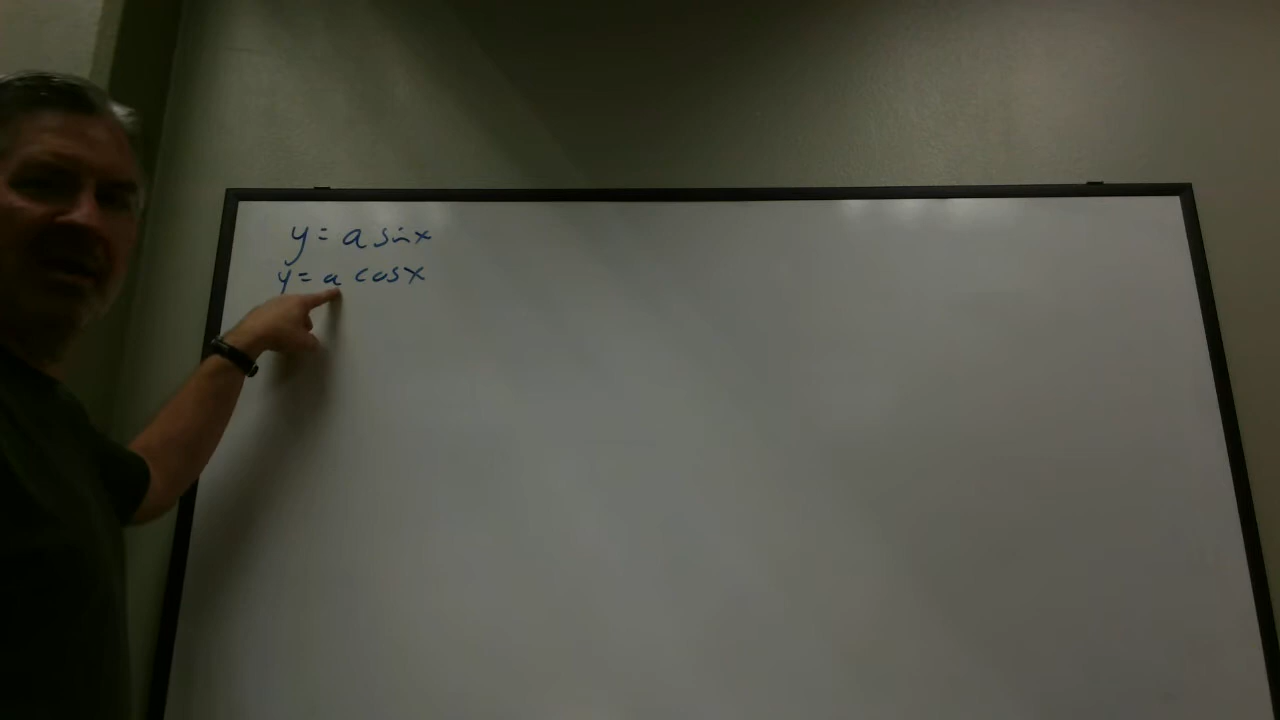 y = a sin x
y = a cos x